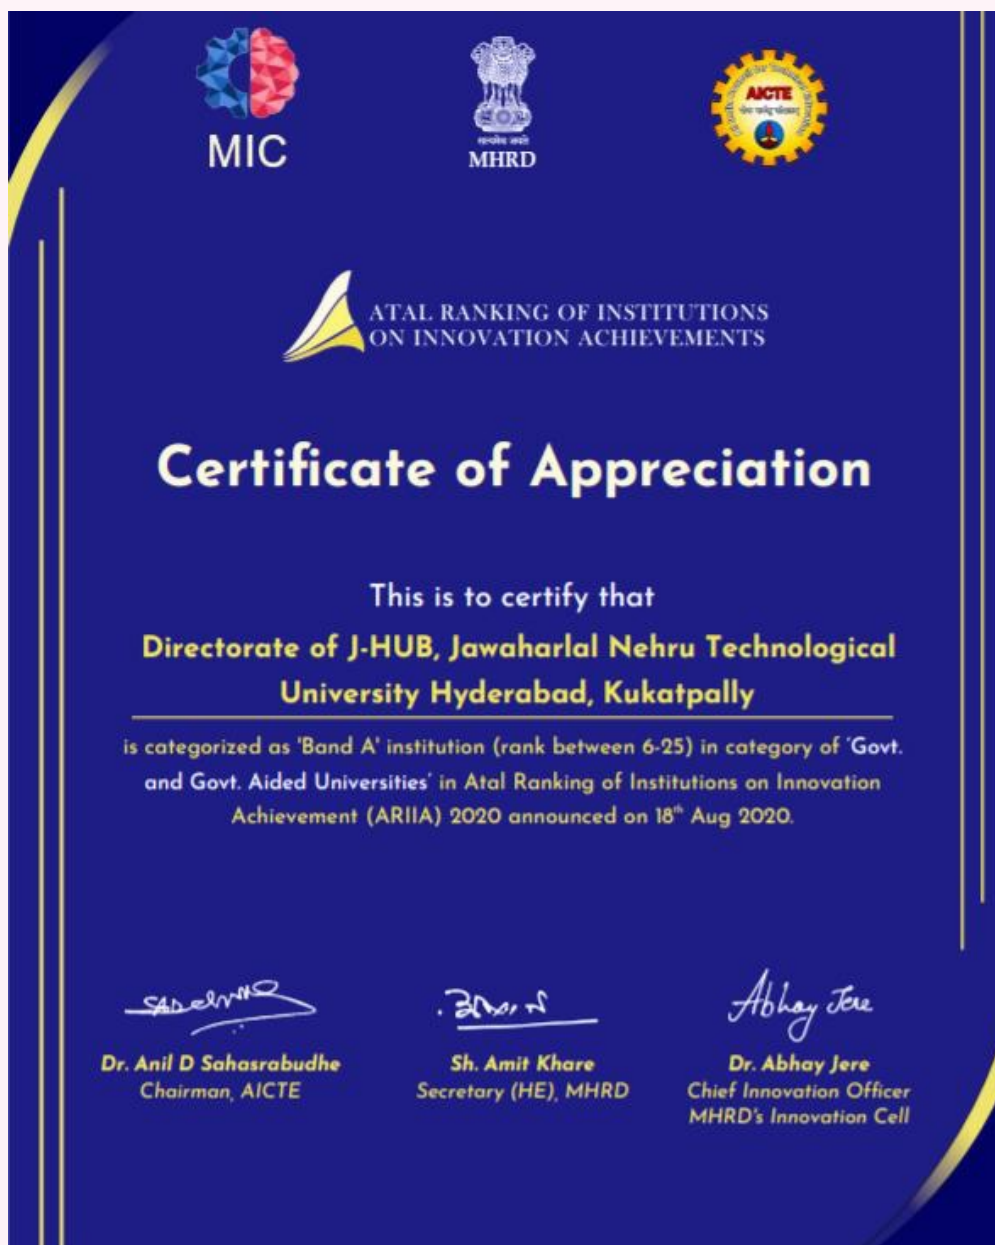 MIC
सत्यमेव जयते
MHRD
AICTE
ATAL RANKING OF INSTITUTIONS
ON INNOVATION ACHIEVEMENTS
Certificate of Appreciation
This is to certify that
Directorate of J-HUB, Jawaharlal Nehru Technological
University Hyderabad, Kukatpally
is categorized as 'Band A' institution (rank between 6-25) in category of 'Govt.
and Govt. Aided Universities' in Atal Ranking of Institutions on Innovation
Achievement (ARIIA) 2020 announced on 18th Aug 2020.
Abhay Jere
Dr. Anil D Sahasrabudhe
Chairman, AICTE
Sh. Amit Khare
Secretary (HE), MHRD
Dr. Abhay Jere
Chief Innovation Officer
MHRD's Innovation Cell